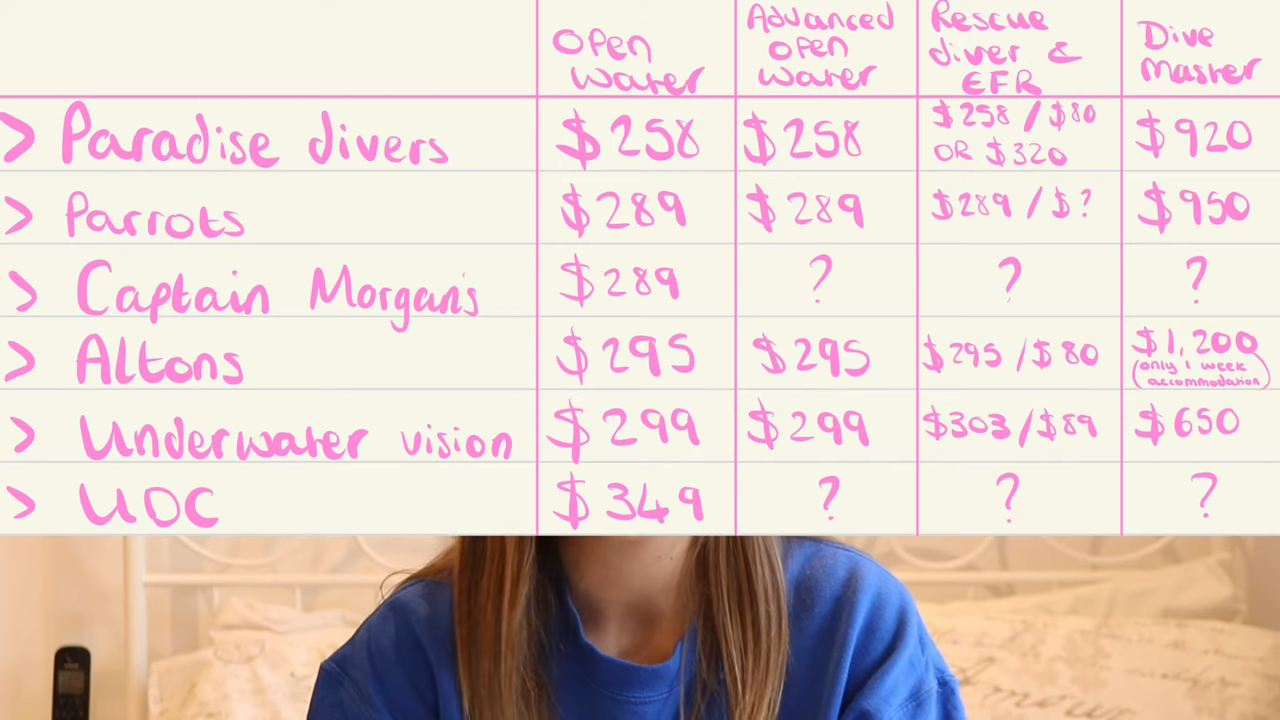 Open Water
Advanced open water
Rescue diver & EFR
Dive Master
> Paradise divers $258 $258 $258 / $80 OR $320 $920
> Parrots $289 $289 $289 / $? $950
> Captain Morgan's $289 ? ? ?
> Altons $295 $295 $295 / $80 $1,200 (only 1 week accommodation)
> Underwater vision $299 $299 $303 / $89 $650
> UDC $349 ? ? ?